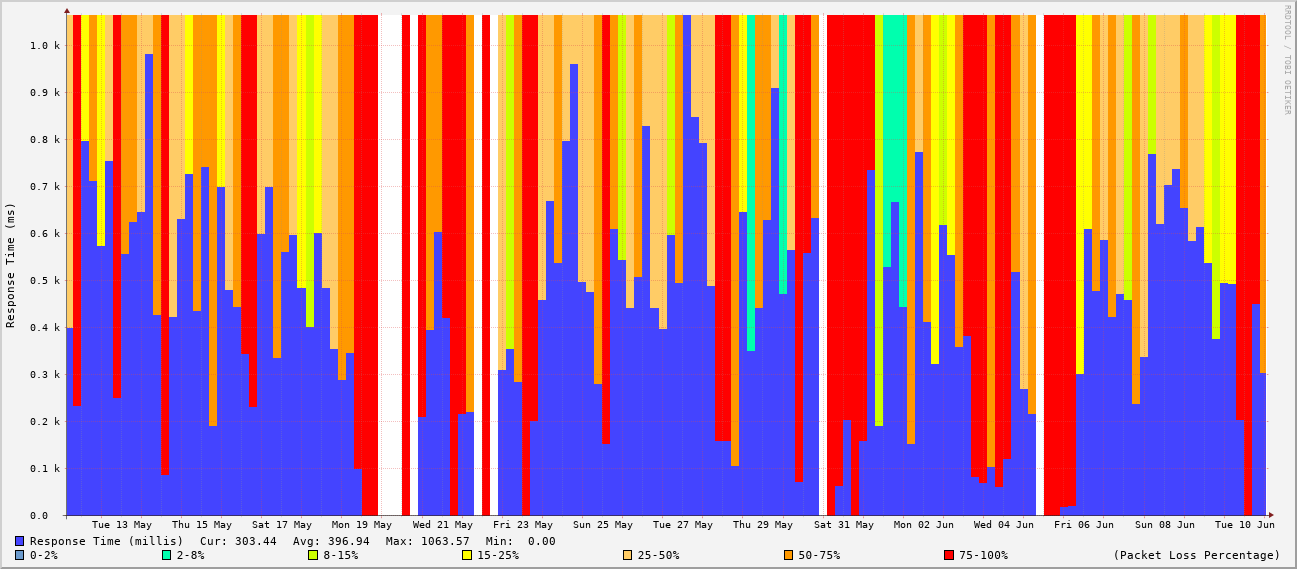 RRDTOOL / TOBI OETIKER
Response Time (ms)
1.0 k
0.9 k
0.8 k
0.7 k
0.6 k
0.5 k
0.4 k
0.3 k
0.2 k
0.1 k
0.0
Tue 13 May Thu 15 May Sat 17 May Mon 19 May Wed 21 May Fri 23 May Sun 25 May Tue 27 May Thu 29 May Sat 31 May Mon 02 Jun Wed 04 Jun Fri 06 Jun Sun 08 Jun Tue 10 Jun
Response Time (millis) Cur: 303.44 Avg: 396.94 Max: 1063.57 Min: 0.00
0-2% 2-8% 8-15% 15-25% 25-50% 50-75% 75-100% (Packet Loss Percentage)